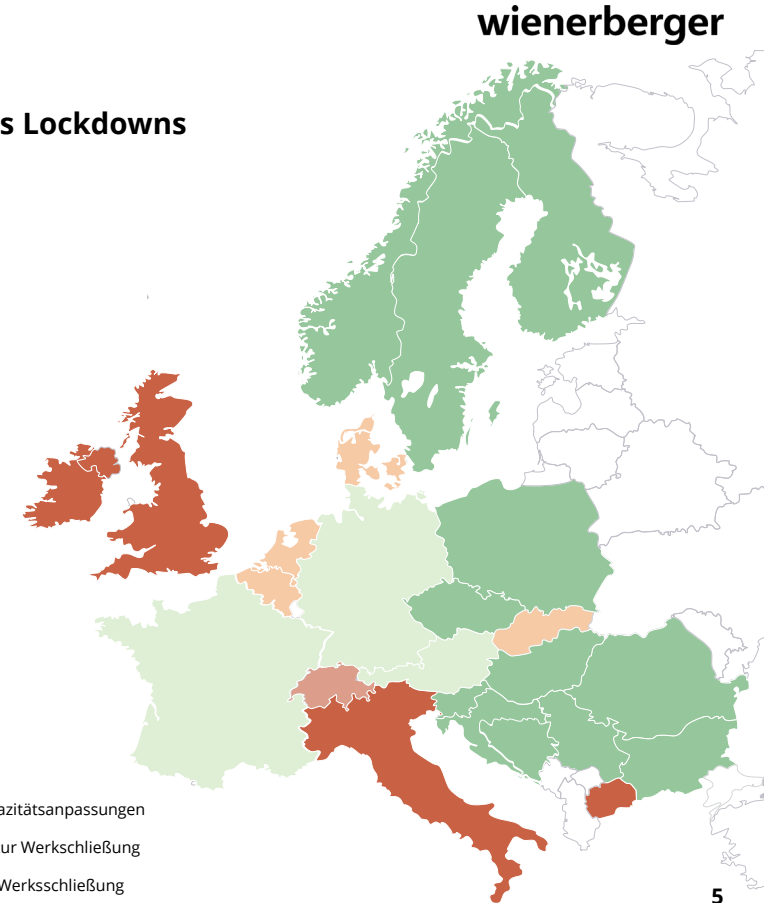 wienerberger
s Lockdowns
azitätsanpassungen
ur Werkschließung
Werksschließung
5